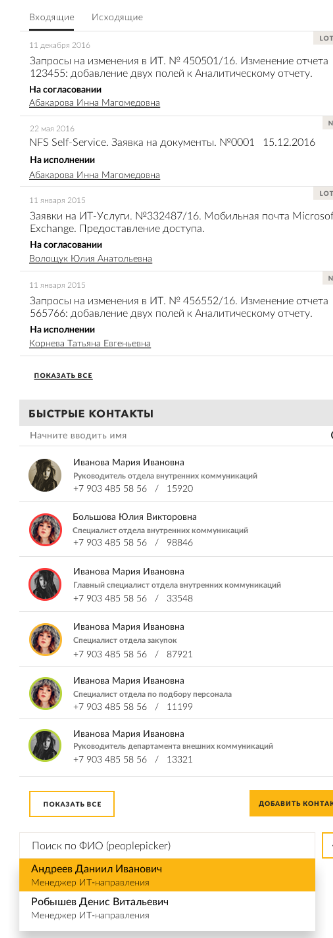 Входящие Исходящие
LOT
11 декабря 2016
Запросы на изменения в ИТ. № 450501/16. Изменение отчета
123455: добавление двух полей к Аналитическому отчету.
На согласовании
Абакарова Инна Магомедовна
N
22 мая 2016
NFS Self-Service. Заявка на документы. №0001 15.12.2016
На исполнении
Абакарова Инна Магомедовна
LOT
11 января 2015
Заявки на ИТ-Услуги. №332487/16. Мобильная почта Microsof
Exchange. Предоставление доступа.
На согласовании
Волощук Юлия Анатольевна
N
11 января 2015
Запросы на изменения в ИТ. № 456552/16. Изменение отчета
565766: добавление двух полей к Аналитическому отчету.
На исполнении
Корнева Татьяна Евгеньевна
ПОКАЗАТЬ ВСЕ
БЫСТРЫЕ КОНТАКТЫ
Начните вводить имя
Иванова Мария Ивановна
Руководитель отдела внутренних коммуникаций
+7 903 485 58 56 / 15920
Большова Юлия Викторовна
Специалист отдела внутренних коммуникаций
+7 903 485 58 56 / 98846
Иванова Мария Ивановна
Главный специалист отдела внутренних коммуникаций
+7 903 485 58 56 / 33548
Иванова Мария Ивановна
Специалист отдела закупок
+7 903 485 58 56 / 87921
Иванова Мария Ивановна
Специалист отдела по подбору персонала
+7 903 485 58 56 / 11199
Иванова Мария Ивановна
Руководитель департамента внешних коммуникаций
+7 903 485 58 56 / 13321
ПОКАЗАТЬ ВСЕ ДОБАВИТЬ КОНТАК
Поиск по ФИО (peoplepicker)
Андреев Даниил Иванович
Менеджер ИТ-направления
Робышев Денис Витальевич
Менеджер ИТ-направления